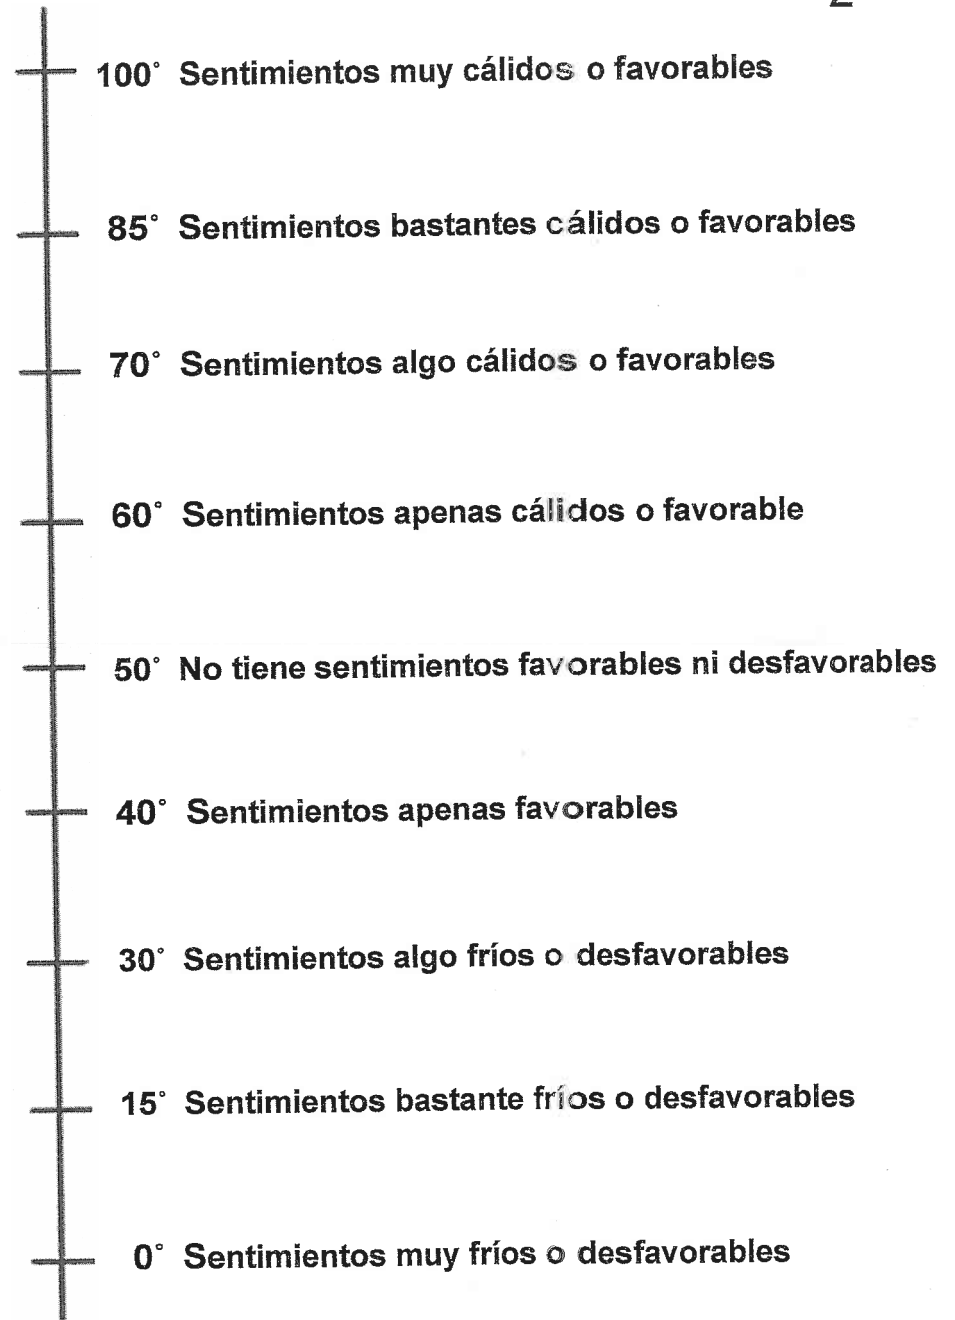 100° Sentimientos muy cálidos o favorables
85° Sentimientos bastantes cálidos o favorables
70° Sentimientos algo cálidos o favorables
60° Sentimientos apenas cálidos o favorable
50° No tiene sentimientos favorables ni desfavorables
40° Sentimientos apenas favorables
30° Sentimientos algo fríos o desfavorables
15° Sentimientos bastante fríos o desfavorables
0° Sentimientos muy fríos o desfavorables